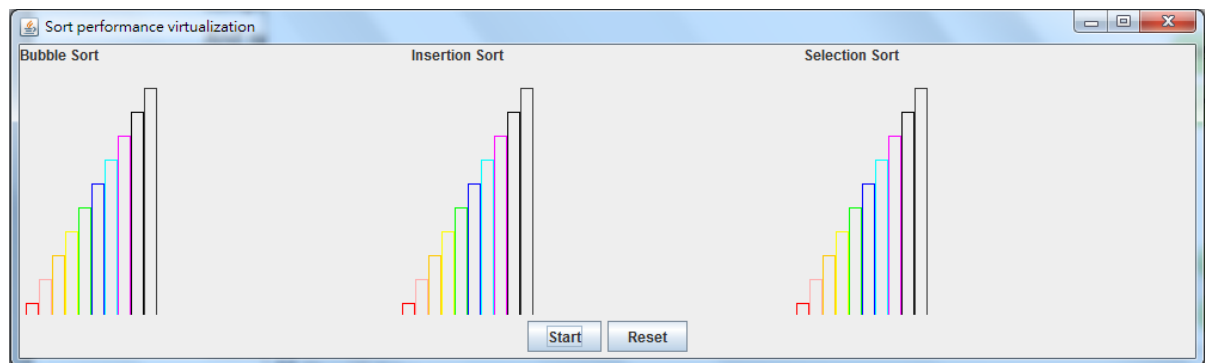 Sort performance virtualization
Bubble Sort
Insertion Sort
Selection Sort
Start
Reset